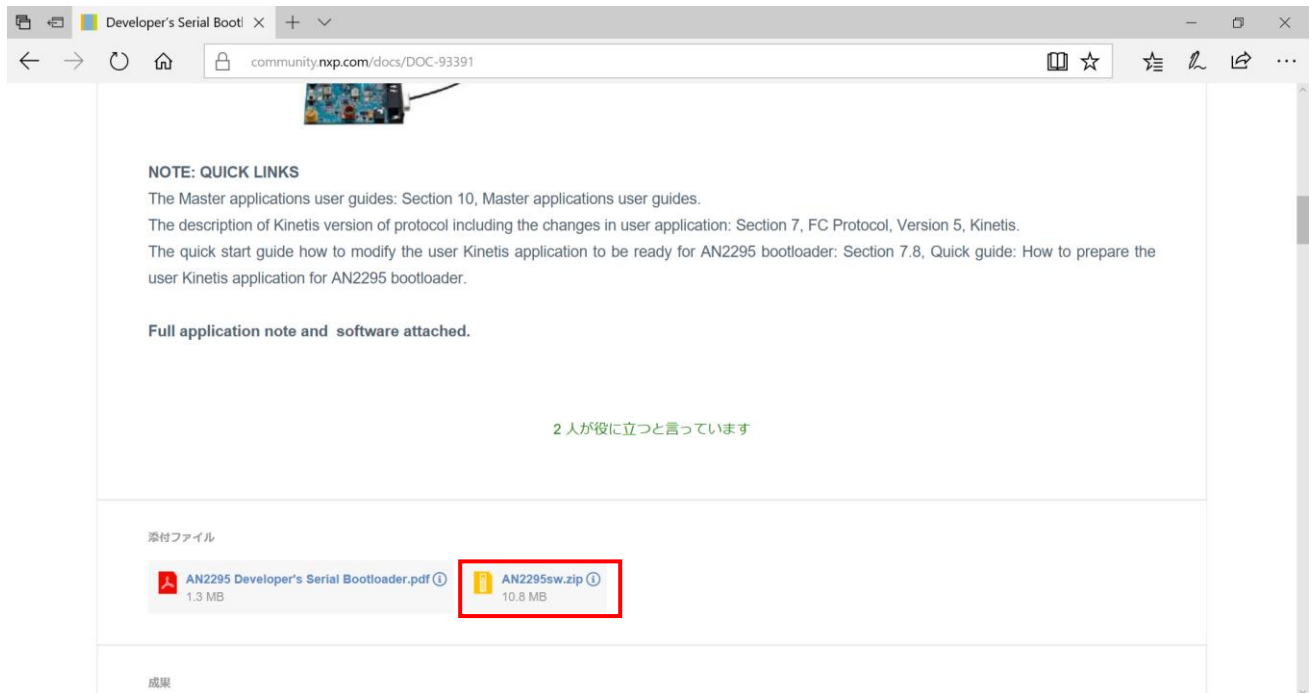 Developer's Serial Bootl
community.nxp.com/docs/DOC-93391
NOTE: QUICK LINKS
The Master applications user guides: Section 10, Master applications user guides.
The description of Kinetis version of protocol including the changes in user application: Section 7, FC Protocol, Version 5, Kinetis.
The quick start guide how to modify the user Kinetis application to be ready for AN2295 bootloader: Section 7.8, Quick guide: How to prepare the
user Kinetis application for AN2295 bootloader.
Full application note and software attached.
2 人が役に立つと言っています
添付ファイル
AN2295 Developer's Serial Bootloader.pdf
1.3 MB
AN2295sw.zip
10.8 MB
成果